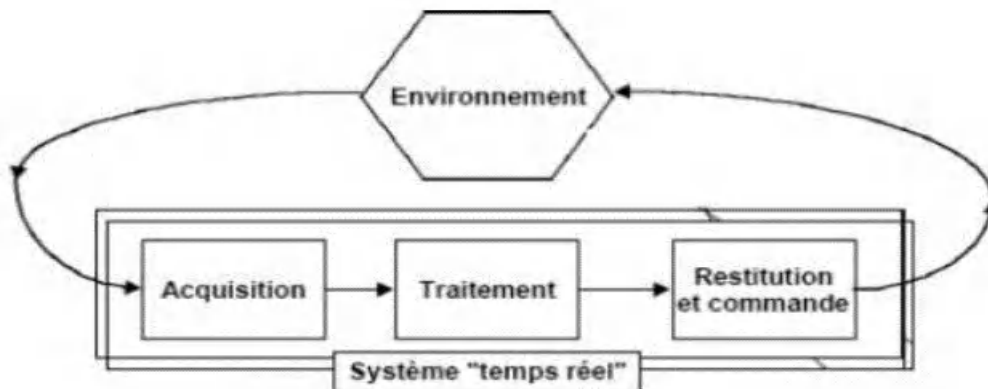 Environnement
Acquisition
Traitement
Restitution
et commande
Système "temps réel"